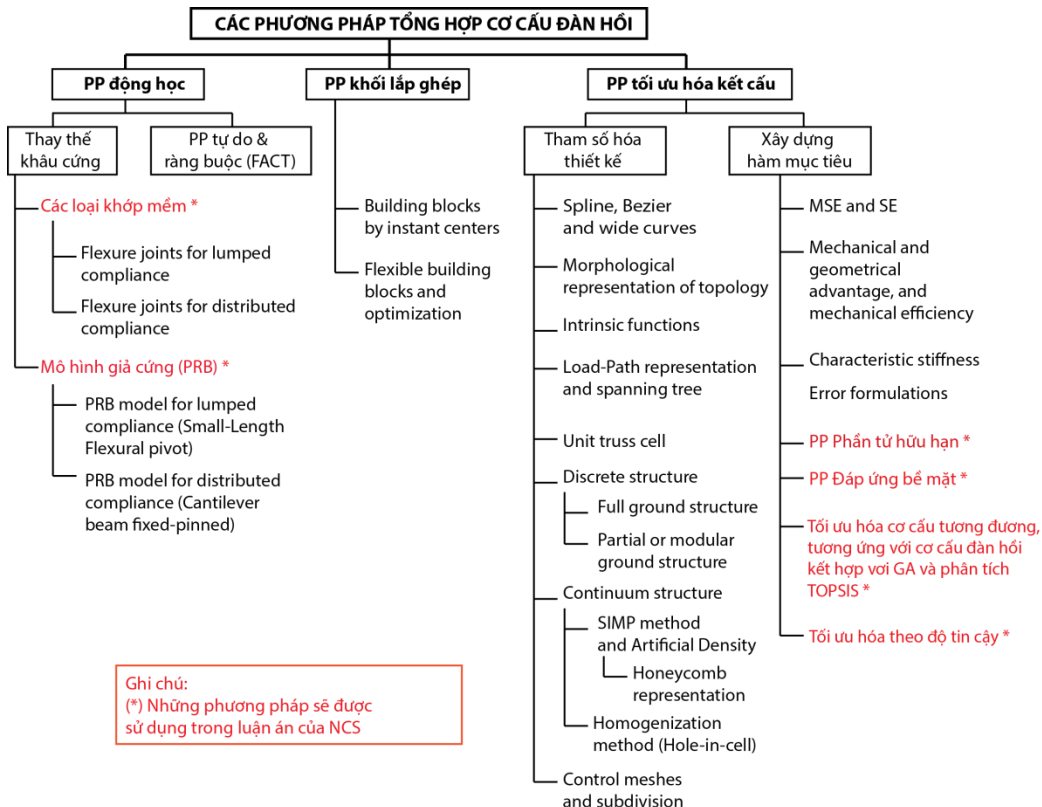 CÁC PHƯƠNG PHÁP TỔNG HỢP CƠ CẤU ĐÀN HỒI
PP động học
PP khối lắp ghép
PP tối ưu hóa kết cấu
Thay thế
khâu cứng
PP tự do &
ràng buộc (FACT)
Tham số hóa
thiết kế
Xây dựng
hàm mục tiêu
Các loại khớp mềm *
Flexure joints for lumped
compliance
Flexure joints for distributed
compliance
Mô hình giả cứng (PRB) *
PRB model for lumped
compliance (Small-Length
Flexural pivot)
PRB model for distributed
compliance (Cantilever
beam fixed-pinned)
Building blocks
by instant centers
Flexible building
blocks and
optimization
Spline, Bezier
and wide curves
Morphological
representation of topology
Intrinsic functions
Load-Path representation
and spanning tree
Unit truss cell
Discrete structure
Full ground structure
Partial or modular
ground structure
Continuum structure
SIMP method
and Artificial Density
Honeycomb
representation
Homogenization
method (Hole-in-cell)
Control meshes
and subdivision
MSE and SE
Mechanical and
geometrical
advantage, and
mechanical efficiency
Characteristic stiffness
Error formulations
PP Phần tử hữu hạn *
PP Đáp ứng bề mặt *
Tối ưu hóa cơ cấu tương đương,
tương ứng với cơ cấu đàn hồi
kết hợp vơi GA và phân tích
TOPSIS *
Tối ưu hóa theo độ tin cậy *
Ghi chú:
(*) Những phương pháp sẽ được
sử dụng trong luận án của NCS